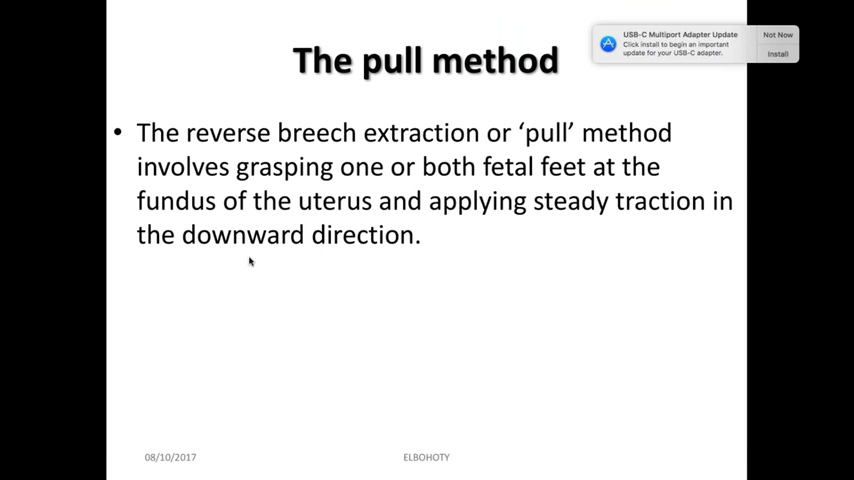 The pull method
USB-C Multiport Adapter Update
Click install to begin an important
update for your USB-C adapter.
Not Now
Install
• The reverse breech extraction or ‘pull’ method
involves grasping one or both fetal feet at the
fundus of the uterus and applying steady traction in
the downward direction.
08/10/2017
ELBOHOTY